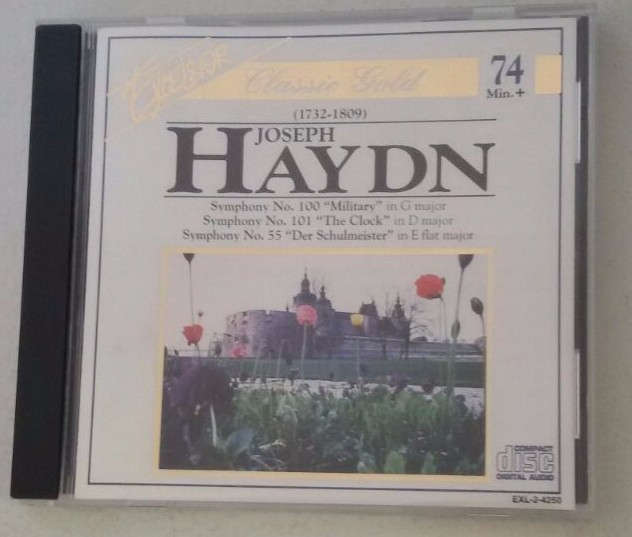 Excelsior
Classic Gold
74
Min.+
(1732-1809)
JOSEPH
HAYDN
Symphony No. 100 “Military” in G major
Symphony No. 101 “The Clock” in D major
Symphony No. 55 “Der Schulmeister” in E flat major
COMPACT
disc
DIGITAL AUDIO
EXL-2-4250